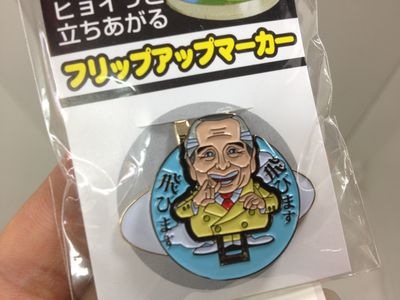 ヒョイっと
立ちあがる
フリップアップマーカー
飛びます
飛びます